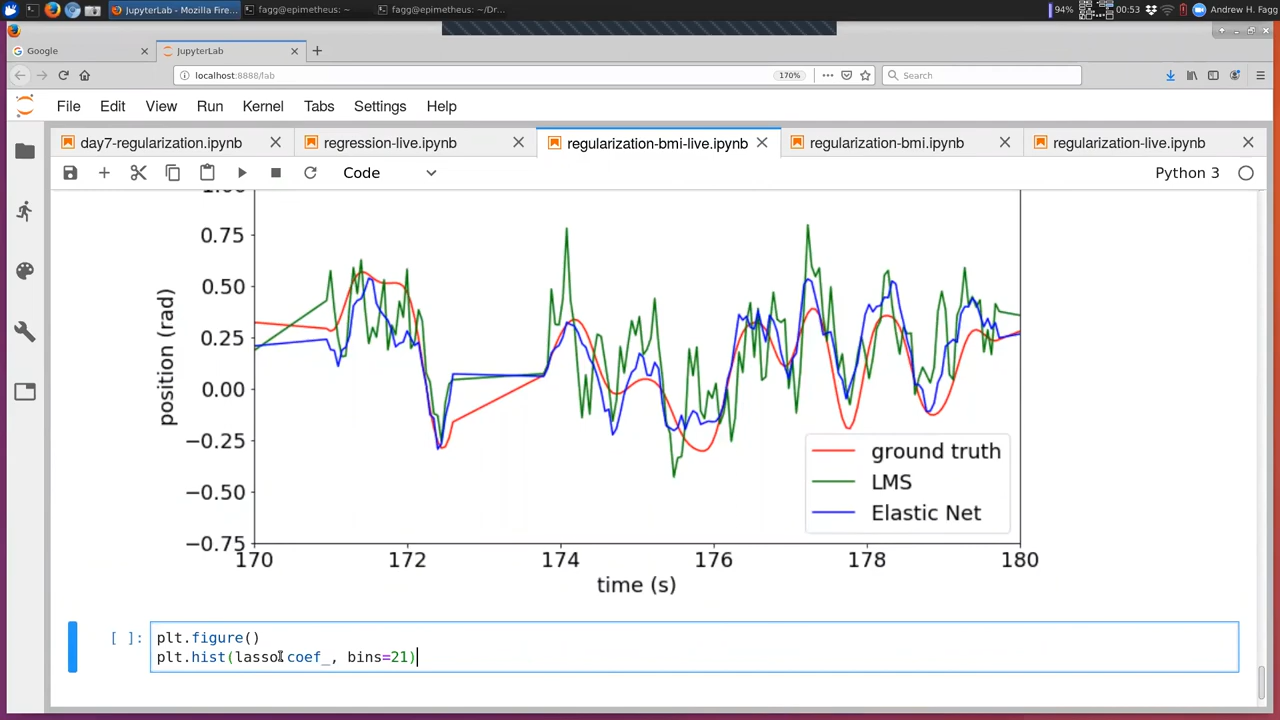 JupyterLab - Mozilla Firef...
fagg@epimetheus: ~
fagg@epimetheus: ~/Dr...
94%
00:53
Andrew H. Fagg
Google
JupyterLab
localhost:8888/lab
170%
Search
File Edit View Run Kernel Tabs Settings Help
day7-regularization.ipynb
regression-live.ipynb
regularization-bmi-live.ipynb
regularization-bmi.ipynb
regularization-live.ipynb
Code
Python 3
1.00
0.75
0.50
0.25
0.00
−0.25
−0.50
−0.75
position (rad)
ground truth
LMS
Elastic Net
170 172 174 176 178 180
time (s)
[ ]: plt.figure()
plt.hist(lasso.coef_, bins=21)